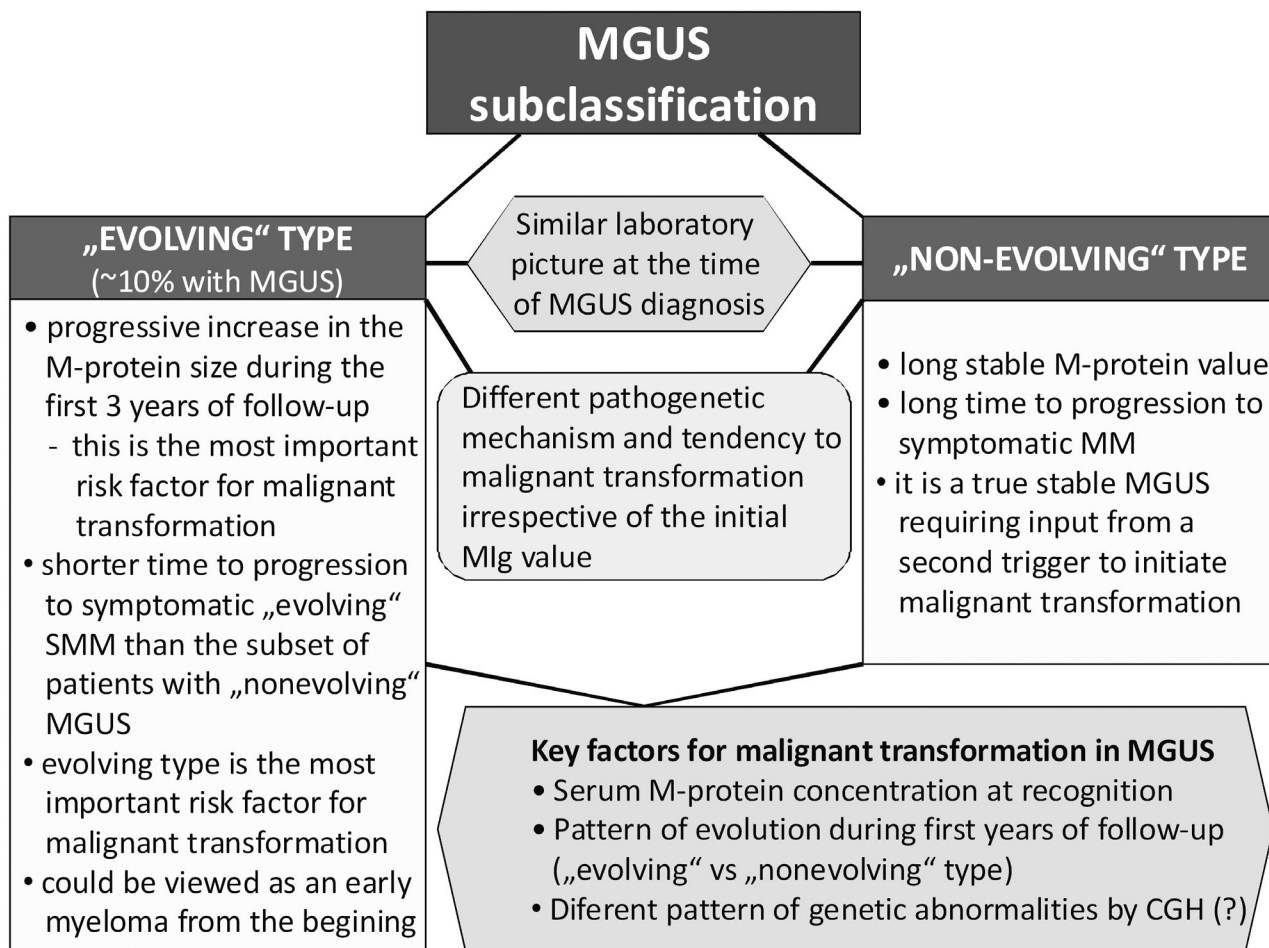 MGUS
subclassification
„EVOLVING“ TYPE
(~10% with MGUS)
• progressive increase in the
M-protein size during the
first 3 years of follow-up
- this is the most important
risk factor for malignant
transformation
• shorter time to progression
to symptomatic „evolving“
SMM than the subset of
patients with „nonevolving“
MGUS
• evolving type is the most
important risk factor for
malignant transformation
• could be viewed as an early
myeloma from the begining
Similar laboratory
picture at the time
of MGUS diagnosis
Different pathogenetic
mechanism and tendency to
malignant transformation
irrespective of the initial
MIg value
„NON-EVOLVING“ TYPE
• long stable M-protein value
• long time to progression to
symptomatic MM
• it is a true stable MGUS
requiring input from a
second trigger to initiate
malignant transformation
Key factors for malignant transformation in MGUS
• Serum M-protein concentration at recognition
• Pattern of evolution during first years of follow-up
(„evolving“ vs „nonevolving“ type)
• Diferent pattern of genetic abnormalities by CGH (?)